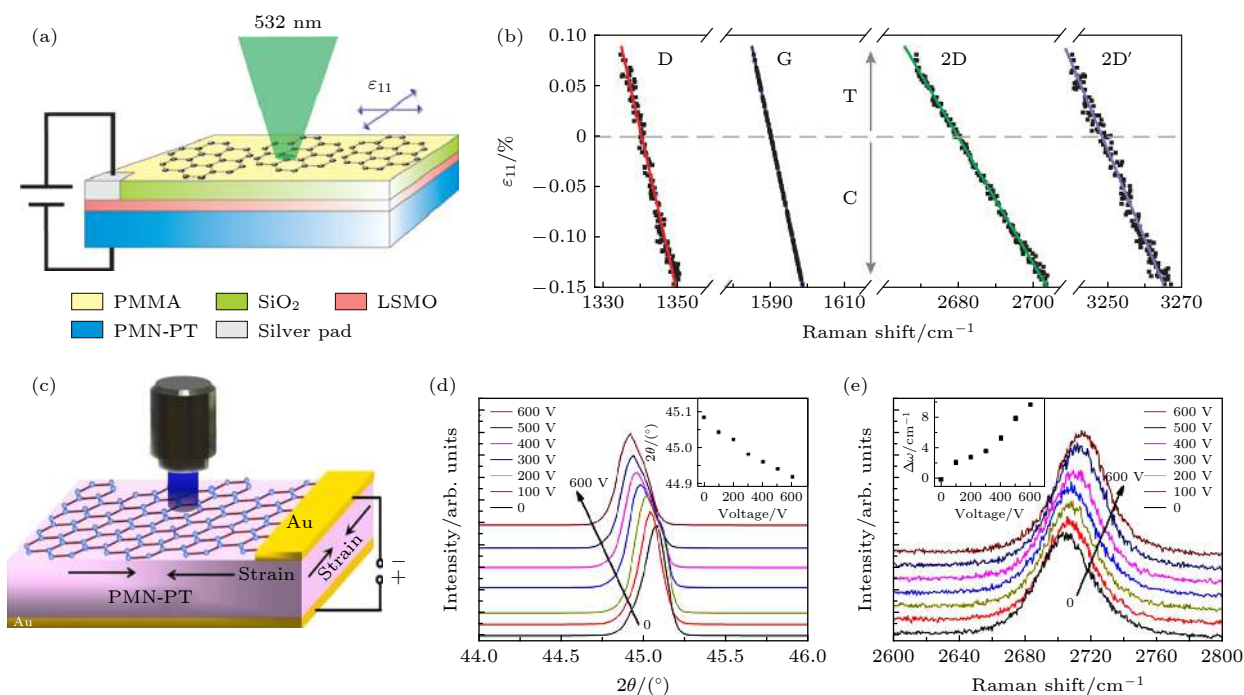 (a)
532 nm
ε11
PMMA
SiO2
LSMO
PMN-PT
Silver pad
(b)
D
G
2D
2D′
T
C
ε11/%
0.10
0.05
0
−0.05
−0.10
−0.15
1330
1350
1590
1610
2680
2700
3250
3270
Raman shift/cm−1
(c)
Au
Strain
Strain
PMN-PT
Au
−
+
(d)
600 V
500 V
400 V
300 V
200 V
100 V
0
600 V
0
Intensity/arb. units
44.0
44.5
45.0
45.5
46.0
2θ/(°)
2θ/(°)
45.1
45.0
44.9
0
200
400
600
Voltage/V
(e)
Δω/cm−1
8
4
0
0
200
400
600
Voltage/V
600 V
500 V
400 V
300 V
200 V
100 V
0
600 V
0
Intensity/arb. units
2600
2640
2680
2720
2760
2800
Raman shift/cm−1